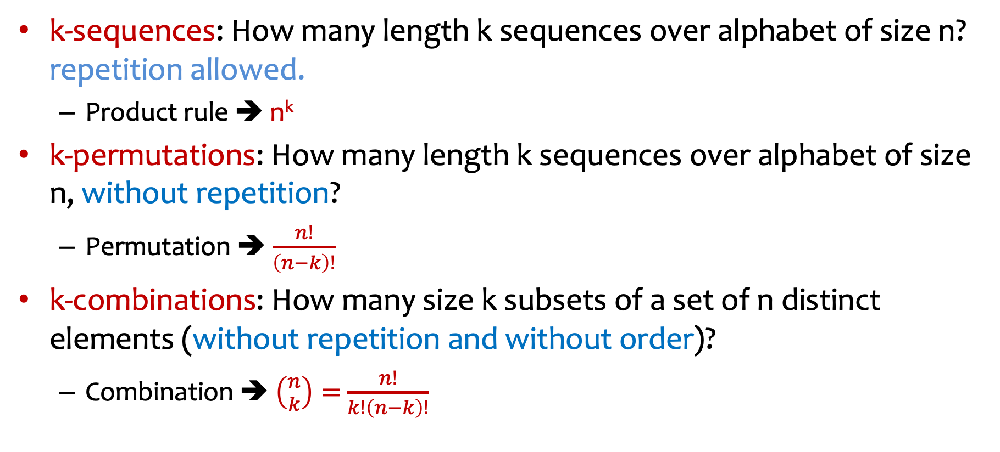 • k-sequences: How many length k sequences over alphabet of size n?
repetition allowed.
– Product rule ➔ n^k
• k-permutations: How many length k sequences over alphabet of size
n, without repetition?
– Permutation ➔ \frac{n!}{(n-k)!}
• k-combinations: How many size k subsets of a set of n distinct
elements (without repetition and without order)?
– Combination ➔ \binom{n}{k} = \frac{n!}{k!(n-k)!}